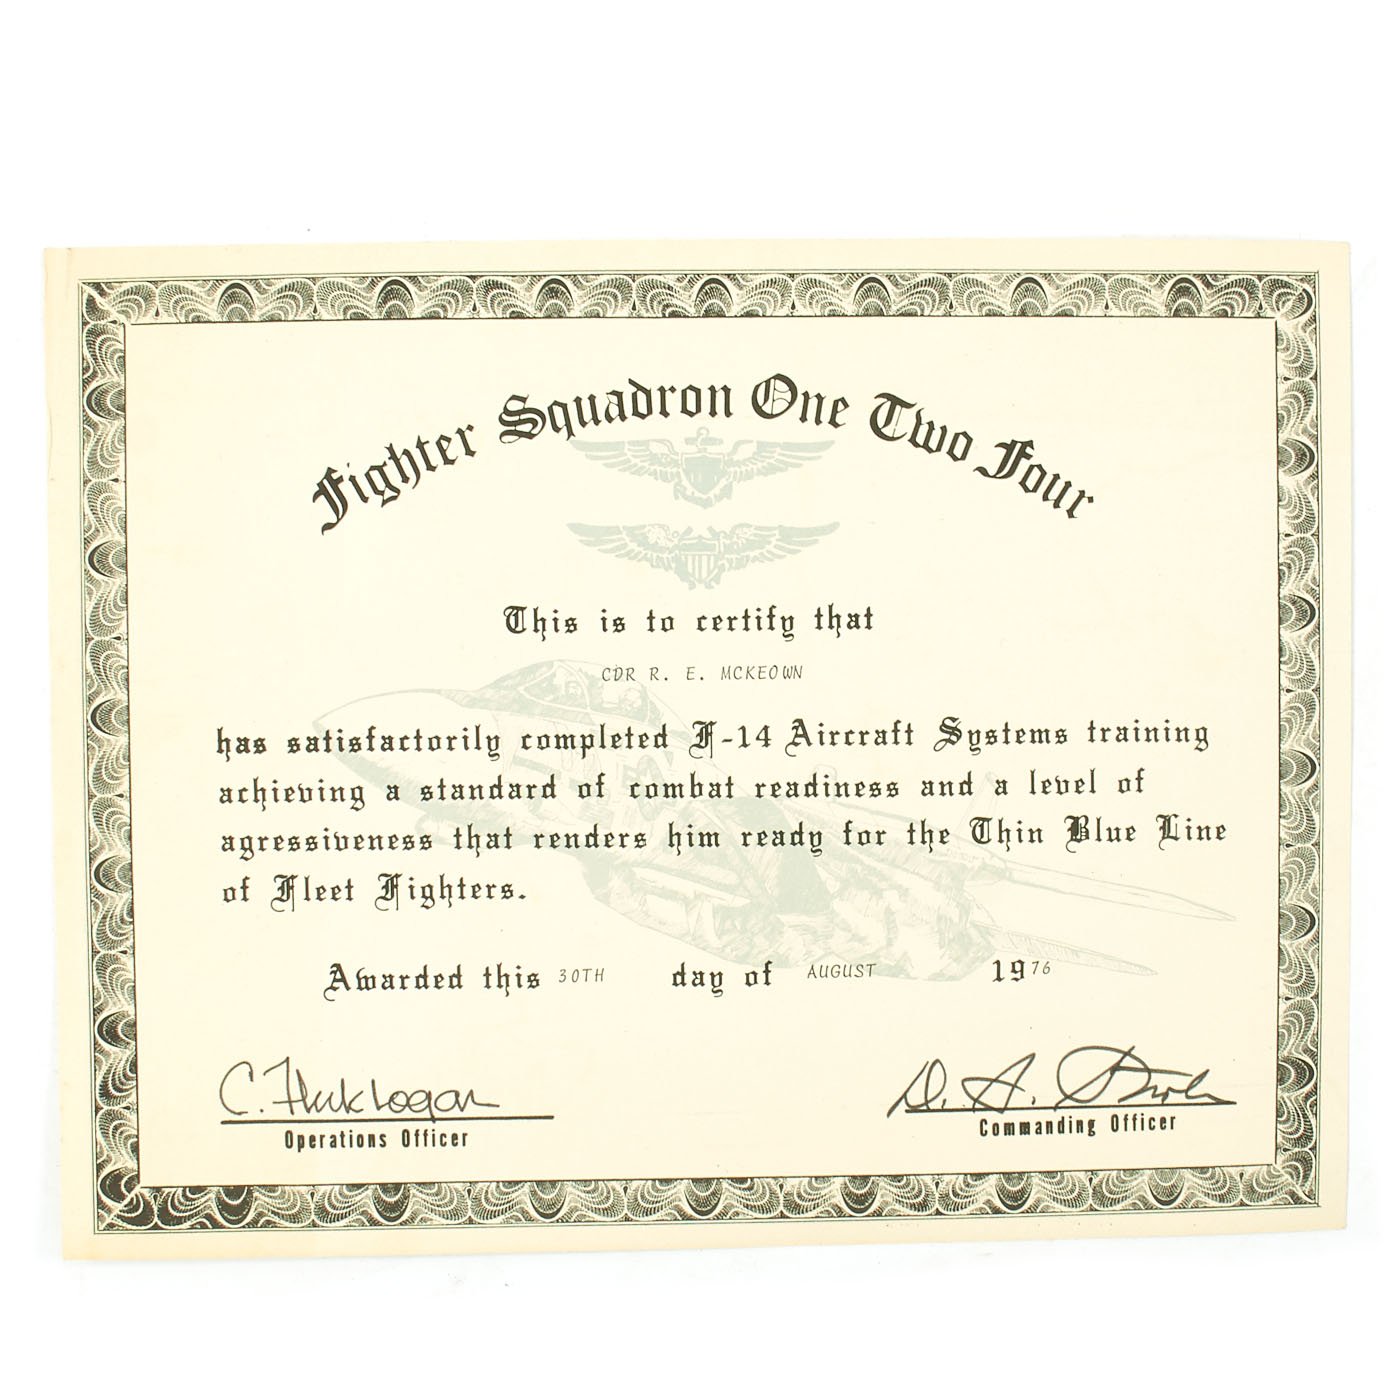 Fighter Squadron One Two Four
This is to certify that
CDR R. E. MCKEOWN
has satisfactorily completed F-14 Aircraft Systems training
achieving a standard of combat readiness and a level of
agressiveness that renders him ready for the Thin Blue Line
of Fleet Fighters.
Awarded this 30TH day of AUGUST 1976
C. Logan D. A.
Operations Officer Commanding Officer